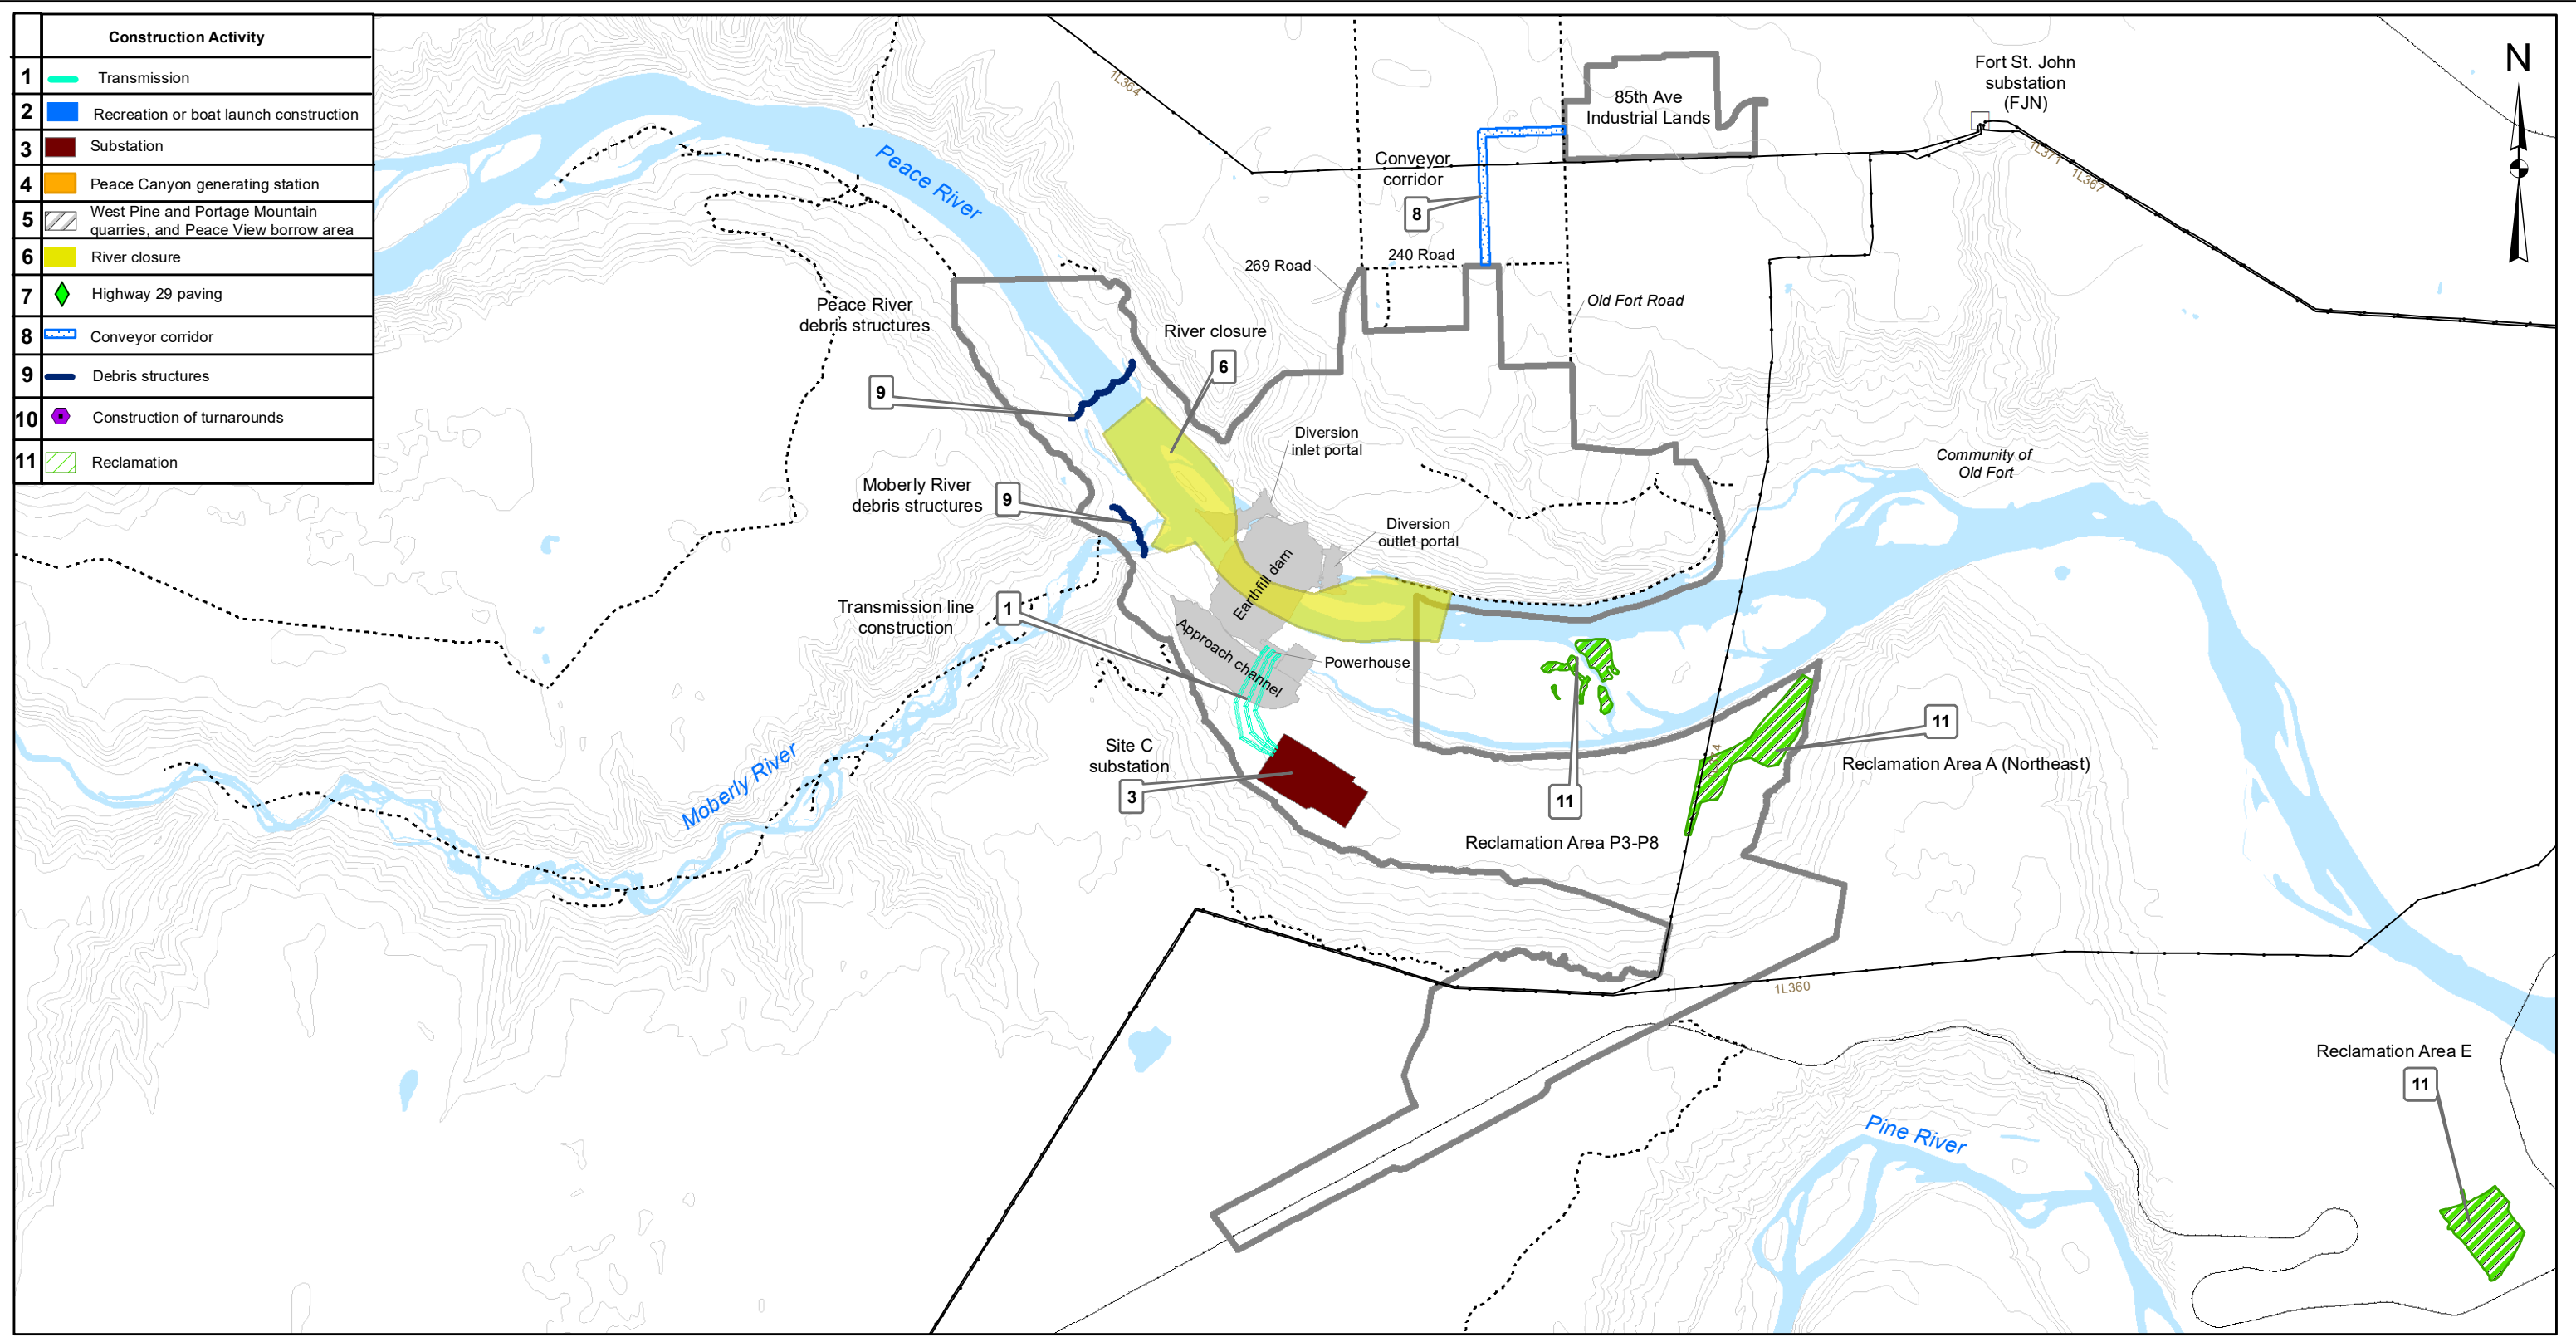 Construction Activity
1 Transmission
2 Recreation or boat launch construction
3 Substation
4 Peace Canyon generating station
5 West Pine and Portage Mountain
quarries, and Peace View borrow area
6 River closure
7 Highway 29 paving
8 Conveyor corridor
9 Debris structures
10 Construction of turnarounds
11 Reclamation
N
1L364
Fort St. John
substation
(FJN)
85th Ave
Industrial Lands
1L371
1L367
Peace River
Conveyor
corridor
8
240 Road
269 Road
Old Fort Road
Peace River
debris structures
River closure
6
9
Diversion
inlet portal
Community of
Old Fort
Moberly River
debris structures
9
Diversion
outlet portal
Earthfill dam
Transmission line
construction
1
Approach channel
Powerhouse
11
Reclamation Area A (Northeast)
Site C
substation
3
Moberly River
11
Reclamation Area P3-P8
1L360
Reclamation Area E
11
Pine River